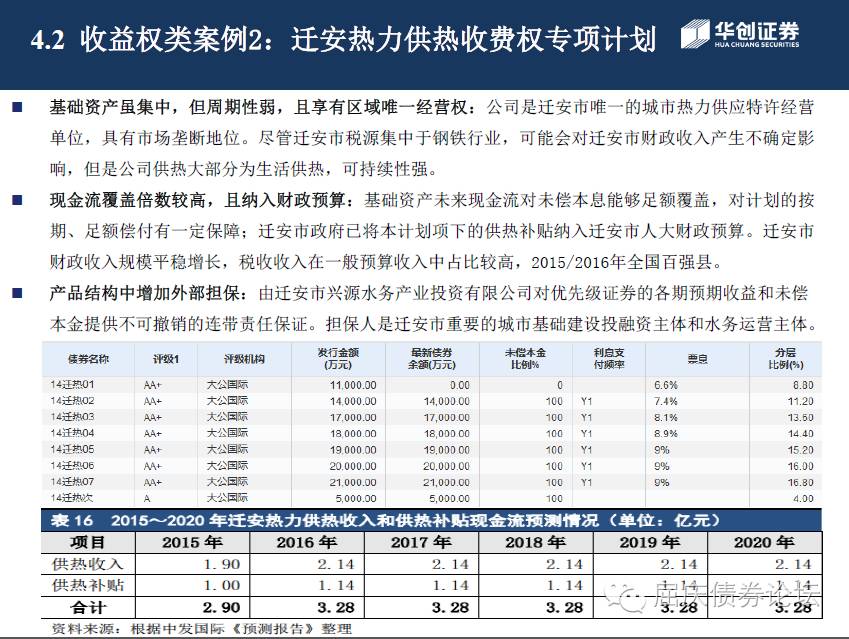 4.2 收益权类案例2：迁安热力供热收费权专项计划
华创证券
HUA CHUANG SECURITIES
基础资产虽集中，但周期性弱，且享有区域唯一经营权：公司是迁安市唯一的城市热力供应特许经营
单位，具有市场垄断地位。尽管迁安市税源集中于钢铁行业，可能会对迁安市财政收入产生不确定影
响，但是公司供热大部分为生活供热，可持续性强。
现金流覆盖倍数较高，且纳入财政预算：基础资产未来现金流对未偿本息能够足额覆盖，对计划的按
期、足额偿付有一定保障；迁安市政府已将本计划项下的供热补贴纳入迁安市人大财政预算。迁安市
财政收入规模平稳增长，税收收入在一般预算收入中占比较高，2015/2016年全国百强县。
产品结构中增加外部担保：由迁安市兴源水务产业投资有限公司对优先级证券的各期预期收益和未偿
本金提供不可撤销的连带责任保证。担保人是迁安市重要的城市基础建设投融资主体和水务运营主体。
债券名称 评级1 评级机构 发行金额(万元) 最新债券余额(万元) 未偿本金比例% 利息支付频率 票息 分层比例(%)
14迁热01 AA+ 大公国际 11,000.00 0.00 0 6.6% 8.80
14迁热02 AA+ 大公国际 14,000.00 14,000.00 100 Y1 7.4% 11.20
14迁热03 AA+ 大公国际 17,000.00 17,000.00 100 Y1 8.1% 13.60
14迁热04 AA+ 大公国际 18,000.00 18,000.00 100 Y1 8.9% 14.40
14迁热05 AA+ 大公国际 19,000.00 19,000.00 100 Y1 9% 15.20
14迁热06 AA+ 大公国际 20,000.00 20,000.00 100 Y1 9% 16.00
14迁热07 AA+ 大公国际 21,000.00 21,000.00 100 Y1 9% 16.80
14迁热次 A 大公国际 5,000.00 5,000.00 100 4.00
表 16 2015～2020 年迁安热力供热收入和供热补贴现金流预测情况（单位：亿元）
项目 2015 年 2016 年 2017 年 2018 年 2019 年 2020 年
供热收入 1.90 2.14 2.14 2.14 2.14 2.14
供热补贴 1.00 1.14 1.14 1.14 1.14 1.14
合计 2.90 3.28 3.28 3.28 3.28 3.28
屈庆债券论坛
资料来源：根据中发国际《预测报告》整理